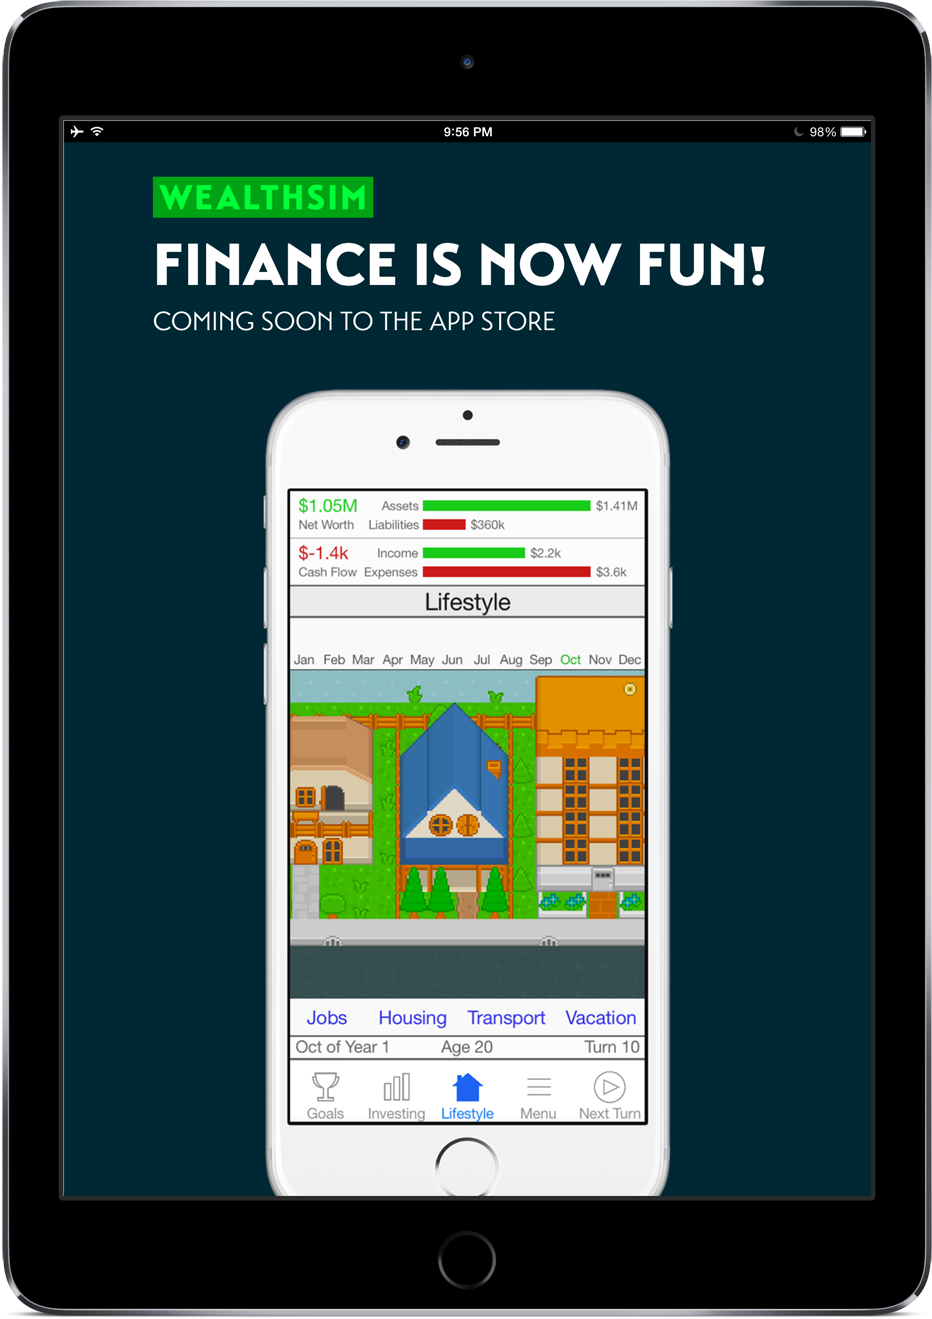 9:56 PM
98%
WEALTHSIM
FINANCE IS NOW FUN!
COMING SOON TO THE APP STORE
$1.05M Assets $1.41M
Net Worth Liabilities $360k
$-1.4k Income $2.2k
Cash Flow Expenses $3.6k
Lifestyle
Jan Feb Mar Apr May Jun Jul Aug Sep Oct Nov Dec
Jobs Housing Transport Vacation
Oct of Year 1 Age 20 Turn 10
Goals Investing Lifestyle Menu Next Turn